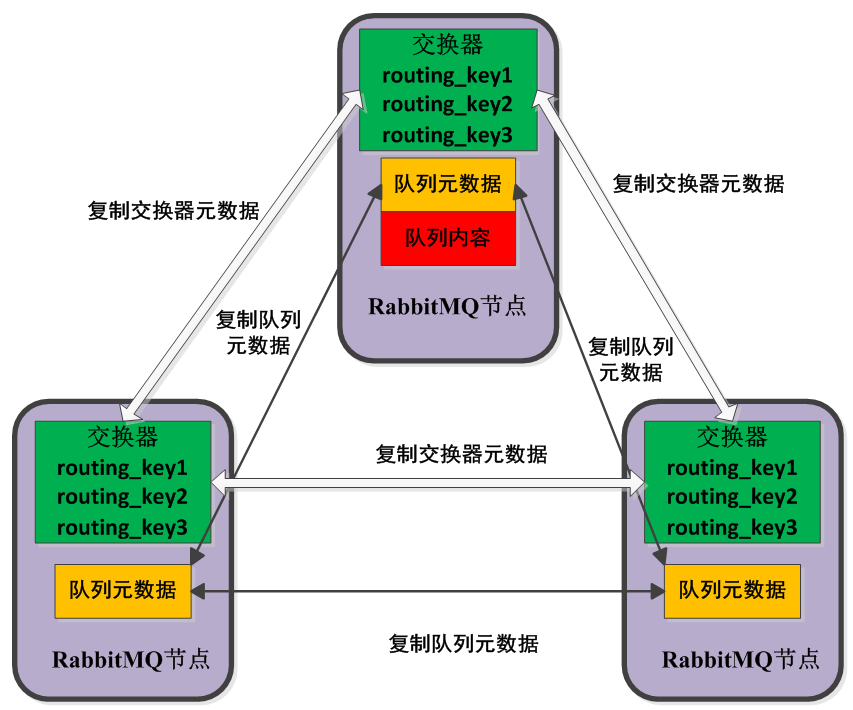 交换器
routing_key1
routing_key2
routing_key3
队列元数据
队列内容
RabbitMQ节点
复制交换器元数据
复制交换器元数据
复制队列
元数据
复制队列
元数据
交换器
routing_key1
routing_key2
routing_key3
队列元数据
RabbitMQ节点
复制交换器元数据
复制队列元数据
交换器
routing_key1
routing_key2
routing_key3
队列元数据
RabbitMQ节点